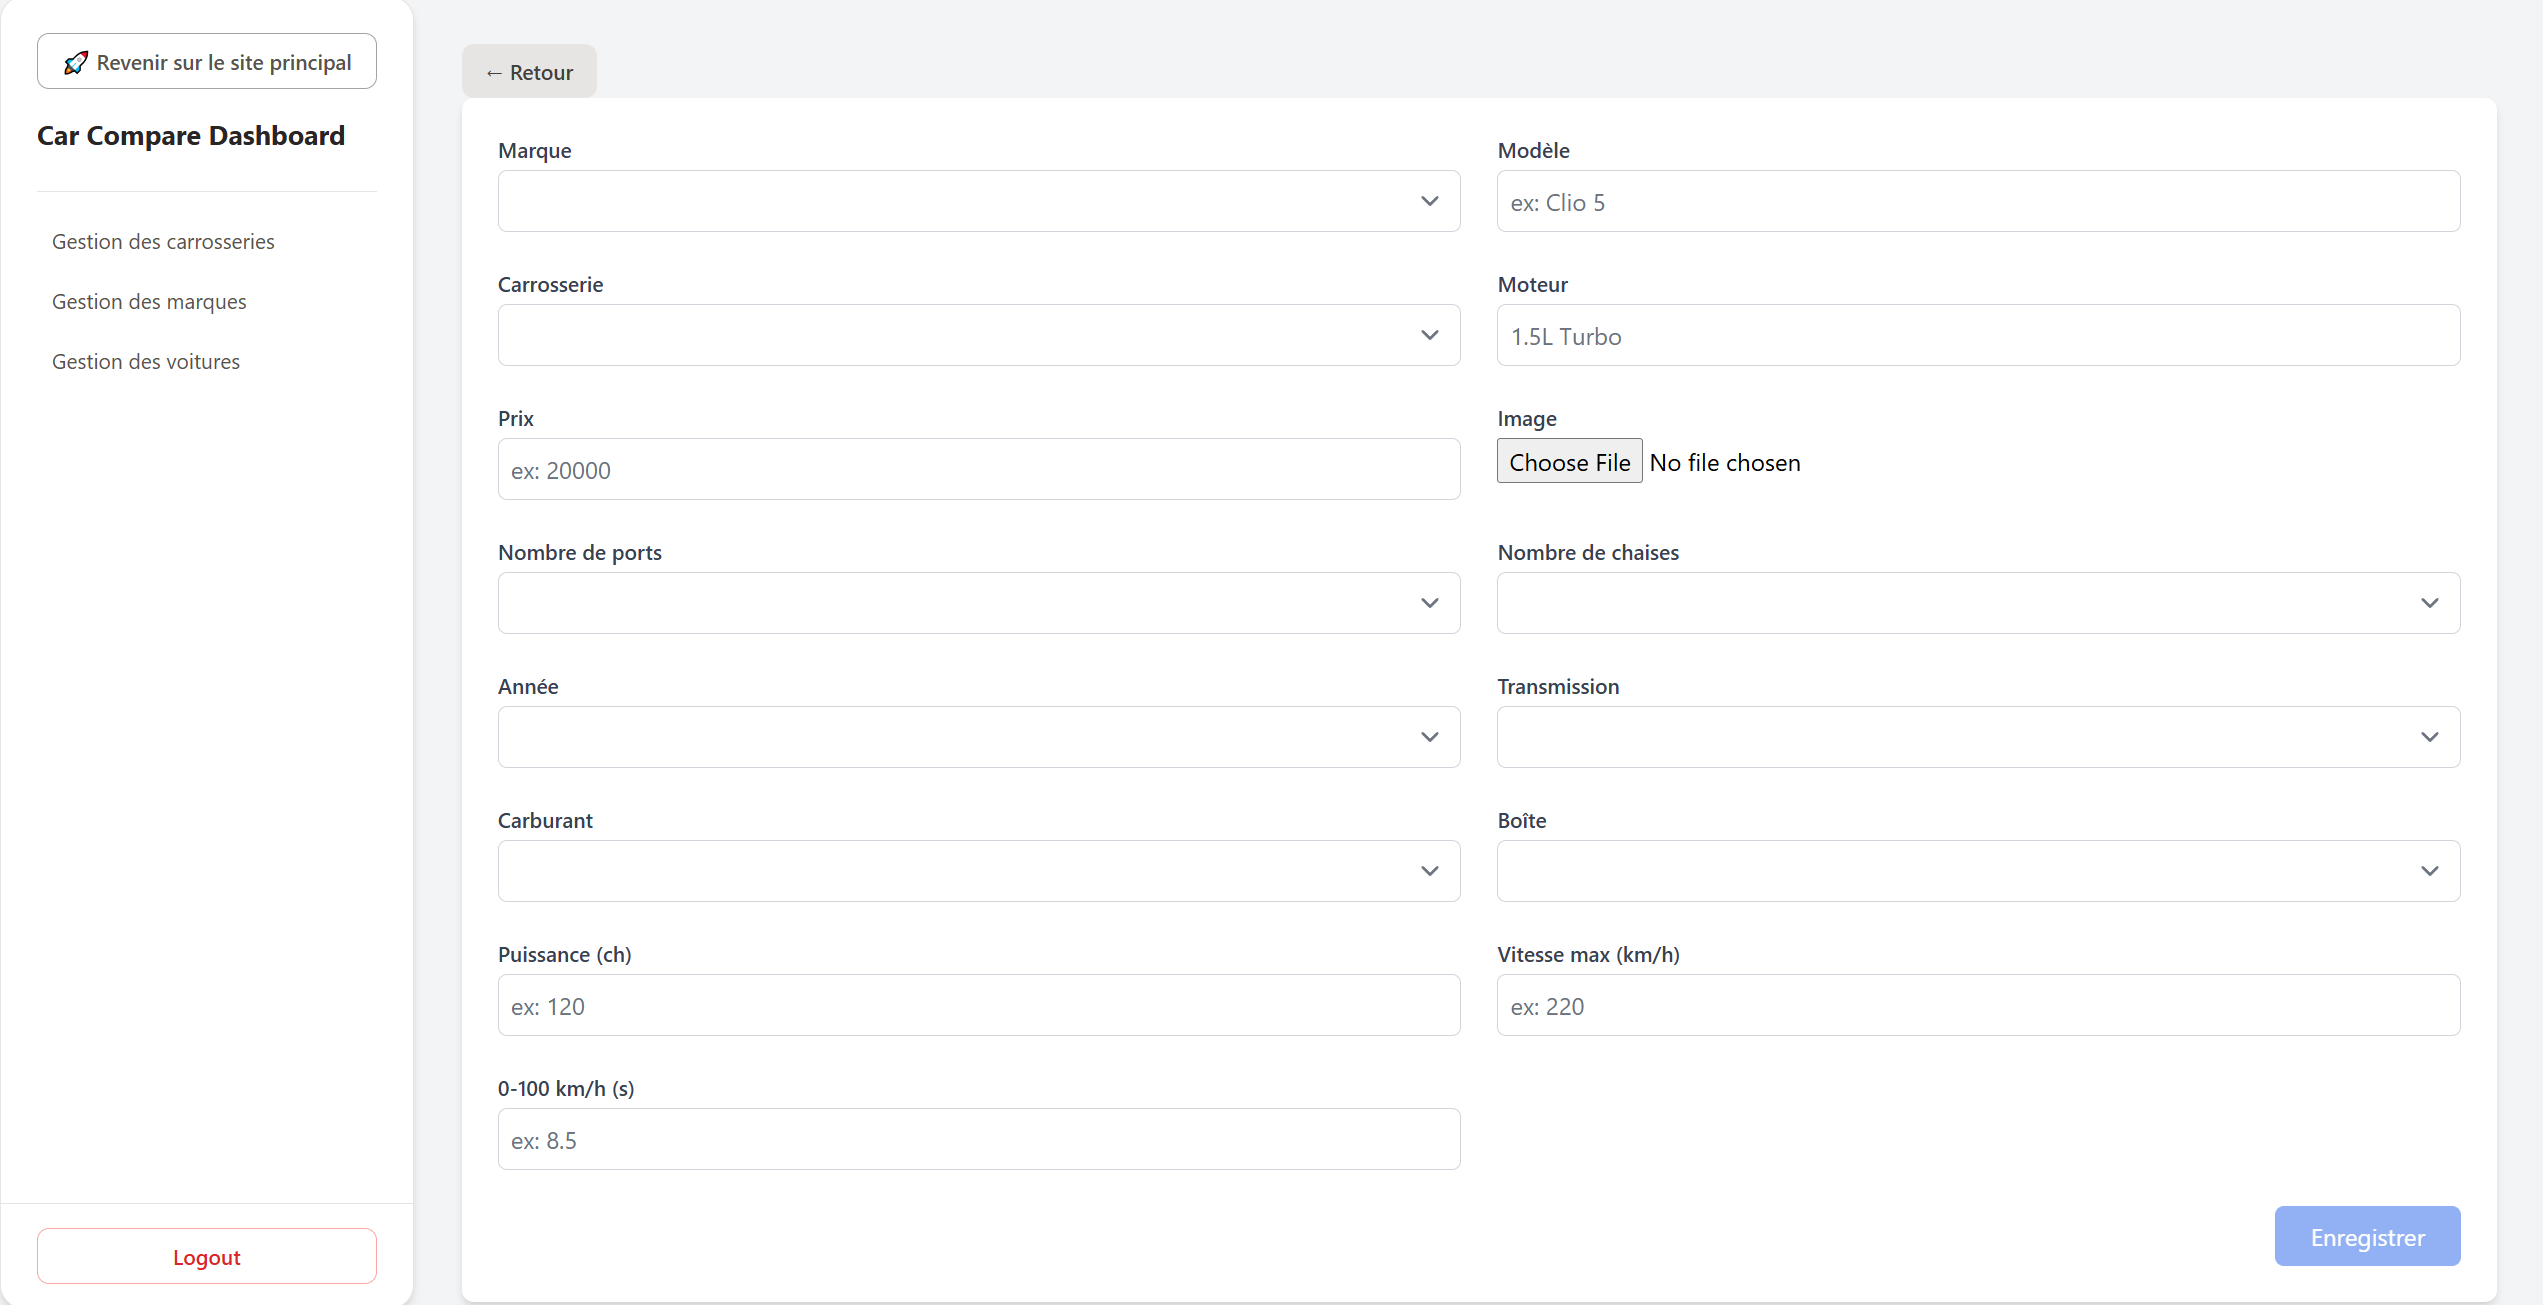 🚀 Revenir sur le site principal
Car Compare Dashboard
Gestion des carrosseries
Gestion des marques
Gestion des voitures
Logout
← Retour
Marque
Modèle
ex: Clio 5
Carrosserie
Moteur
1.5L Turbo
Prix
ex: 20000
Image
Choose File No file chosen
Nombre de ports
Nombre de chaises
Année
Transmission
Carburant
Boîte
Puissance (ch)
ex: 120
Vitesse max (km/h)
ex: 220
0-100 km/h (s)
ex: 8.5
Enregistrer